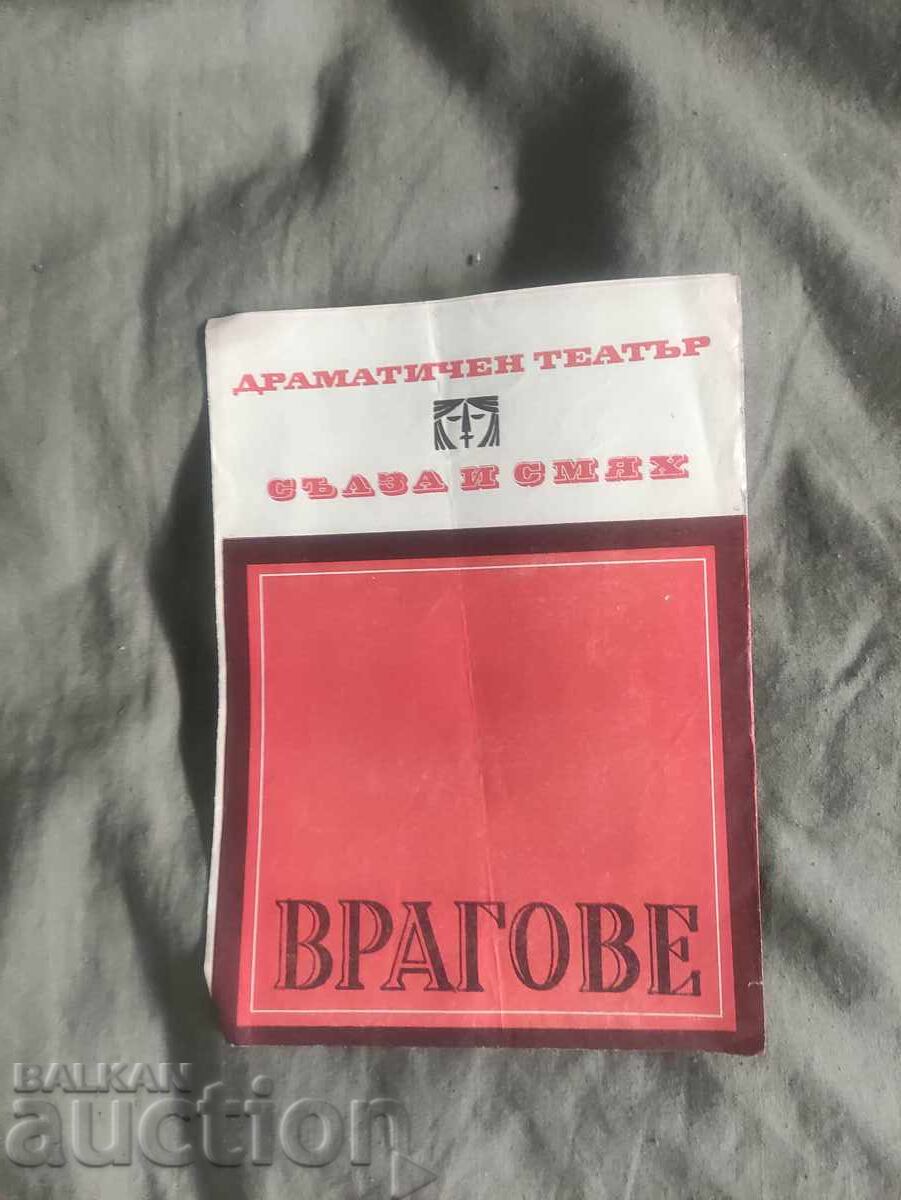 ДРАМАТИЧЕН ТЕАТЪР
СЪЛЗА И СМЯХ
ВРАГОВЕ
BALKAN
auction